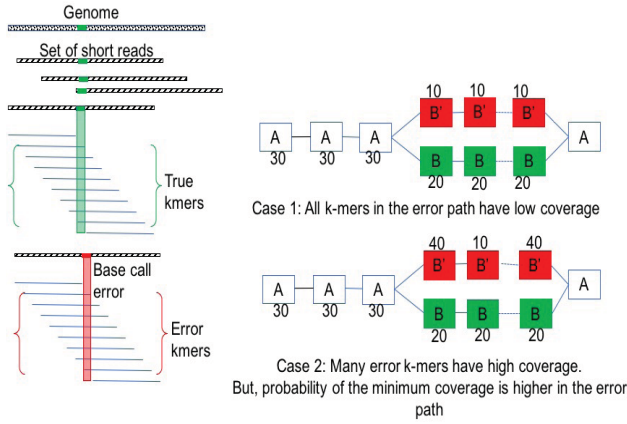 Genome
Set of short reads
True
kmers
Base call
error
Error
kmers
10 10 10
B' B' B'
A A A A
30 30 30
B B B
20 20 20
Case 1: All k-mers in the error path have low coverage
40 10 40
B' B' B'
A A A A
30 30 30
B B B
20 20 20
Case 2: Many error k-mers have high coverage.
But, probability of the minimum coverage is higher in the error
path